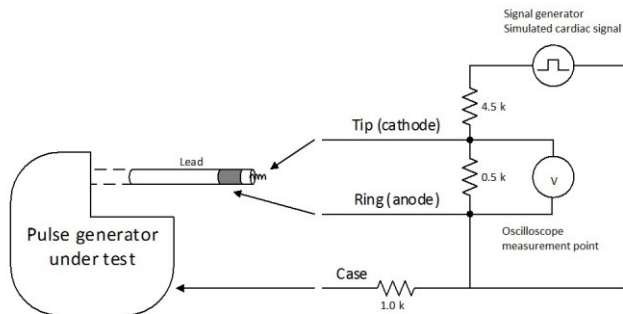 Signal generator
Simulated cardiac signal
4.5 k
Tip (cathode)
Lead
0.5 k
V
Ring (anode)
Pulse generator
under test
Oscilloscope
measurement point
Case
1.0 k